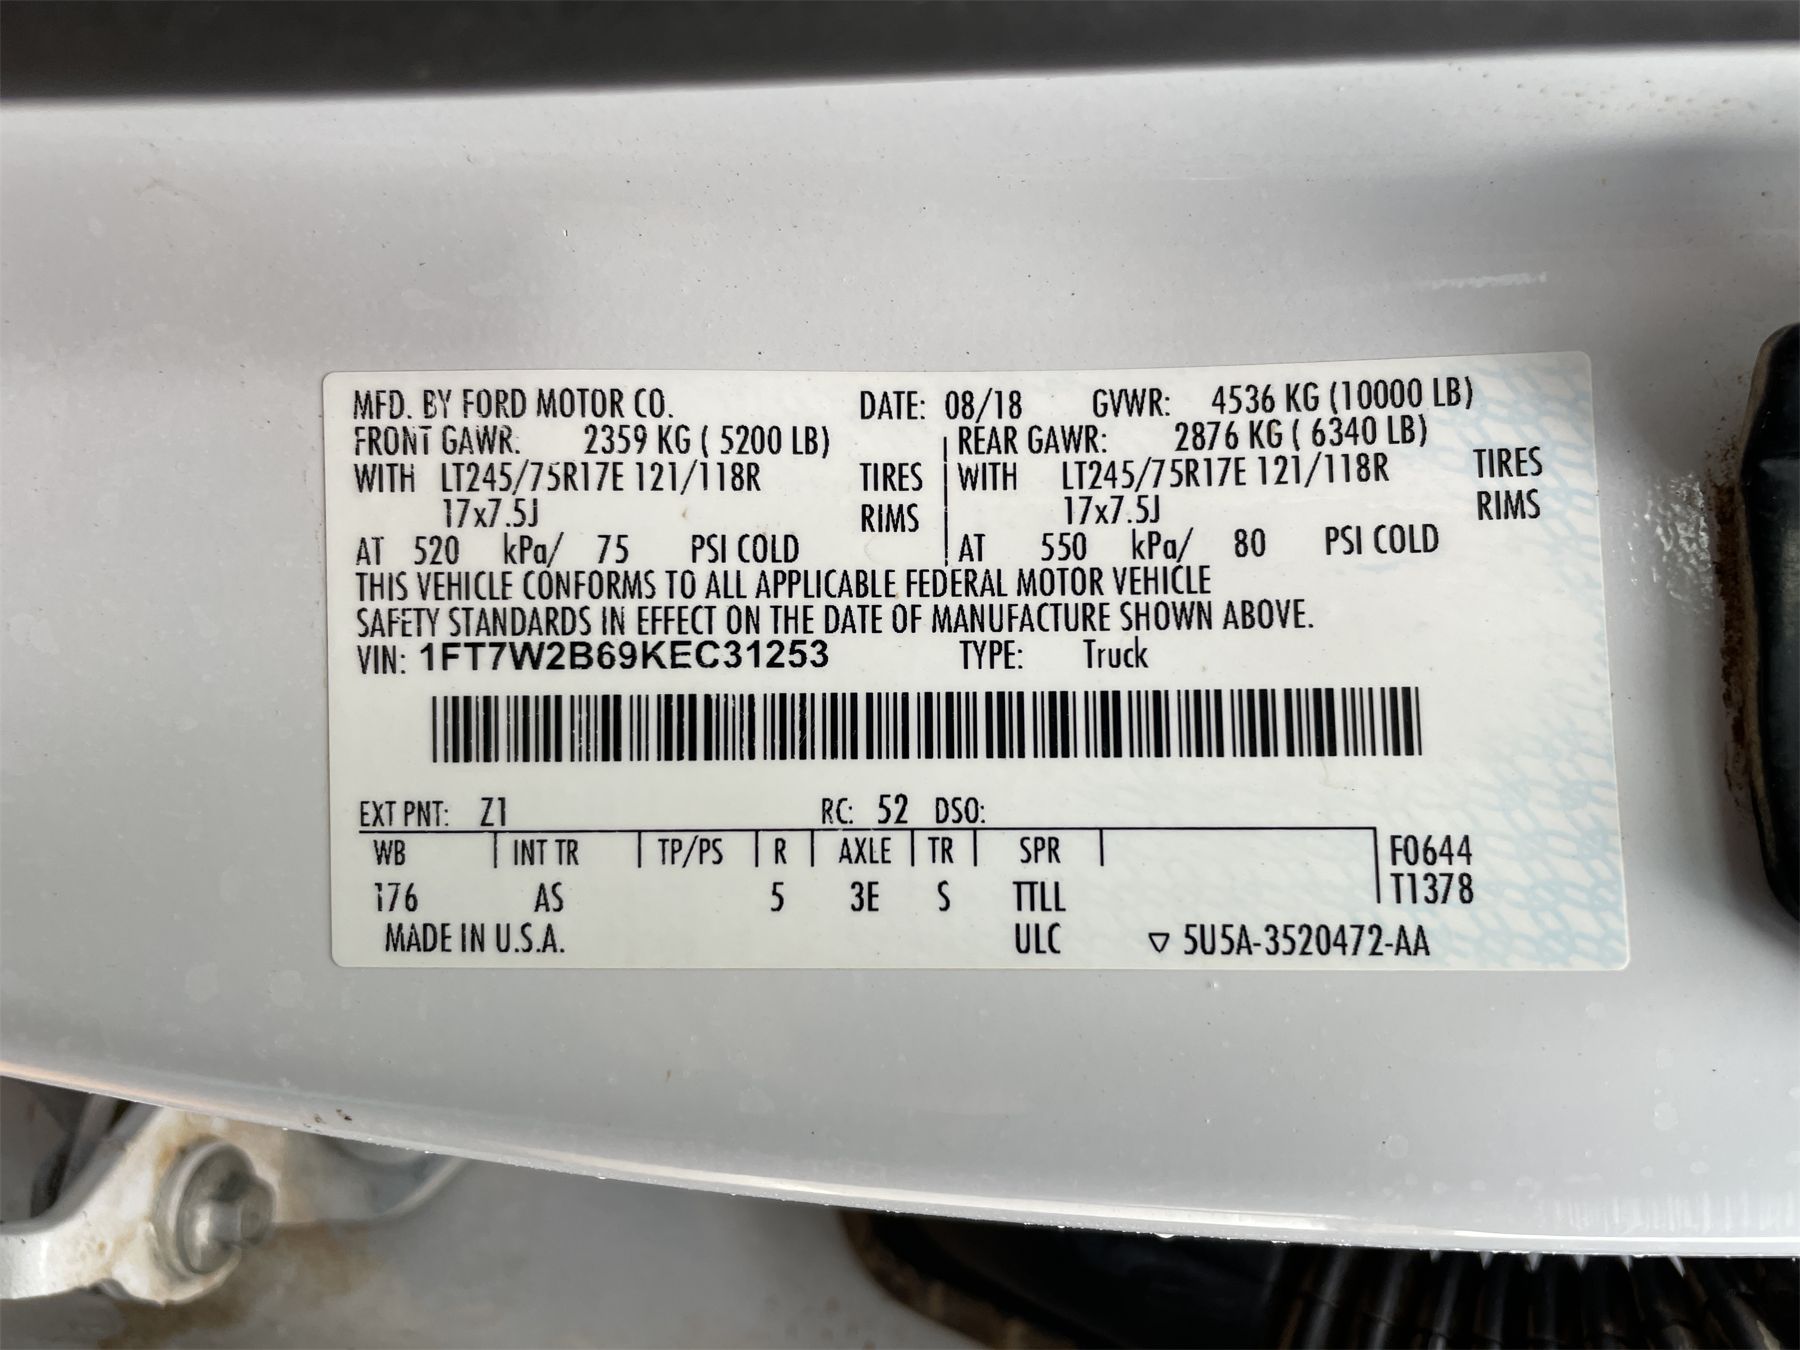 MFD. BY FORD MOTOR CO. DATE: 08/18 GVWR: 4536 KG (10000 LB)
FRONT GAWR: 2359 KG ( 5200 LB) REAR GAWR: 2876 KG ( 6340 LB)
WITH LT245/75R17E 121/118R TIRES WITH LT245/75R17E 121/118R TIRES
17x7.5J RIMS 17x7.5J RIMS
AT 520 kPa/ 75 PSI COLD AT 550 kPa/ 80 PSI COLD
THIS VEHICLE CONFORMS TO ALL APPLICABLE FEDERAL MOTOR VEHICLE
SAFETY STANDARDS IN EFFECT ON THE DATE OF MANUFACTURE SHOWN ABOVE.
VIN: 1FT7W2B69KEC31253 TYPE: Truck
EXT PNT: Z1 RC: 52 DSO:
WB INT TR TP/PS R AXLE TR SPR F0644
176 AS 5 3E S TTLL T1378
MADE IN U.S.A. ULC ▽ 5U5A-3520472-AA